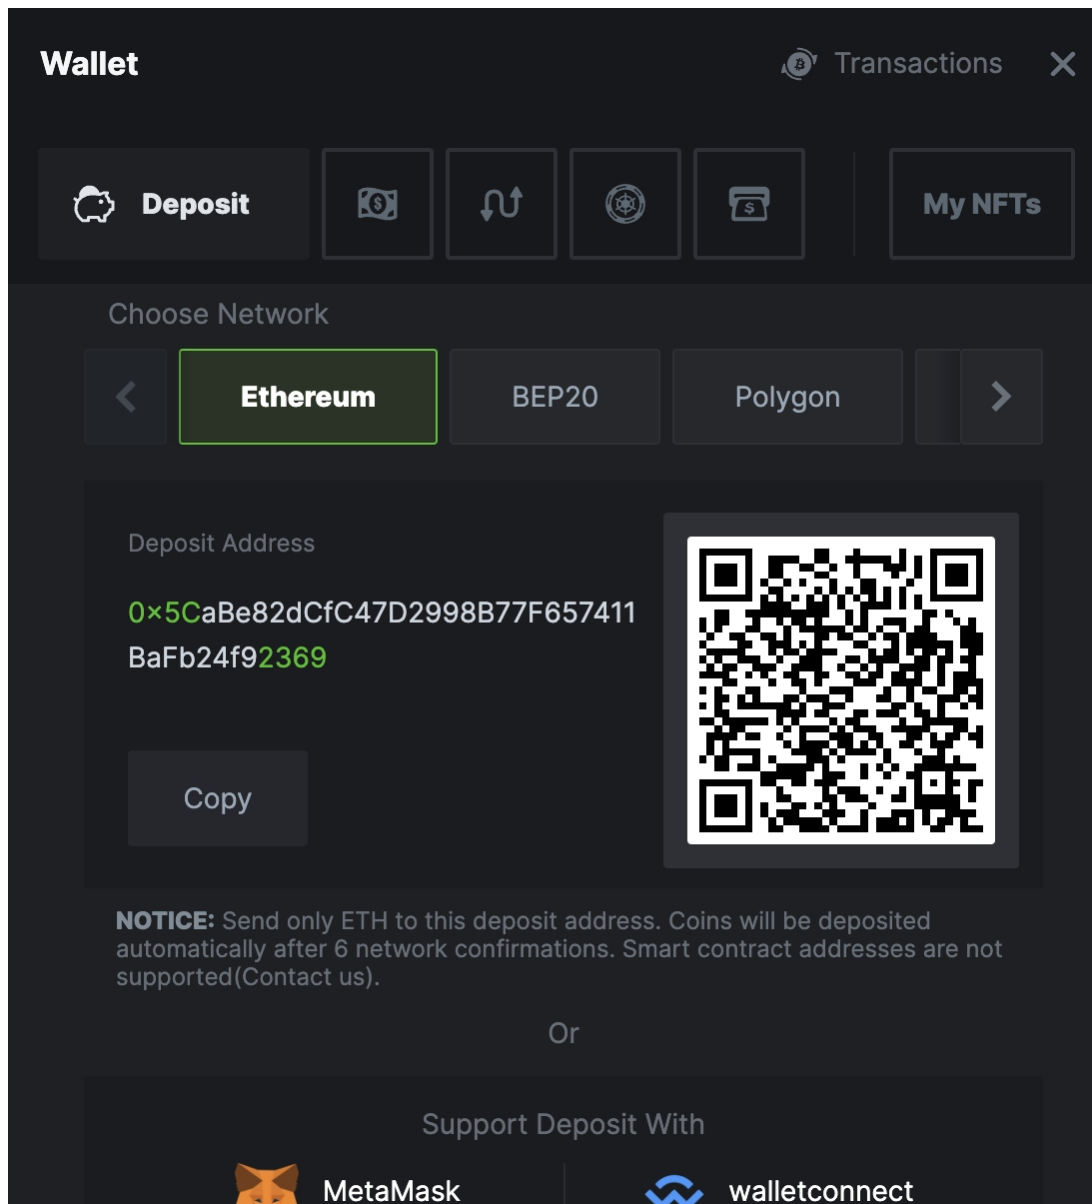 Wallet
Transactions
Deposit
My NFTs
Choose Network
Ethereum
BEP20
Polygon
Deposit Address
0×5CaBe82dCfC47D2998B77F657411
BaFb24f92369
Copy
NOTICE: Send only ETH to this deposit address. Coins will be deposited
automatically after 6 network confirmations. Smart contract addresses are not
supported(Contact us).
Or
Support Deposit With
MetaMask
walletconnect